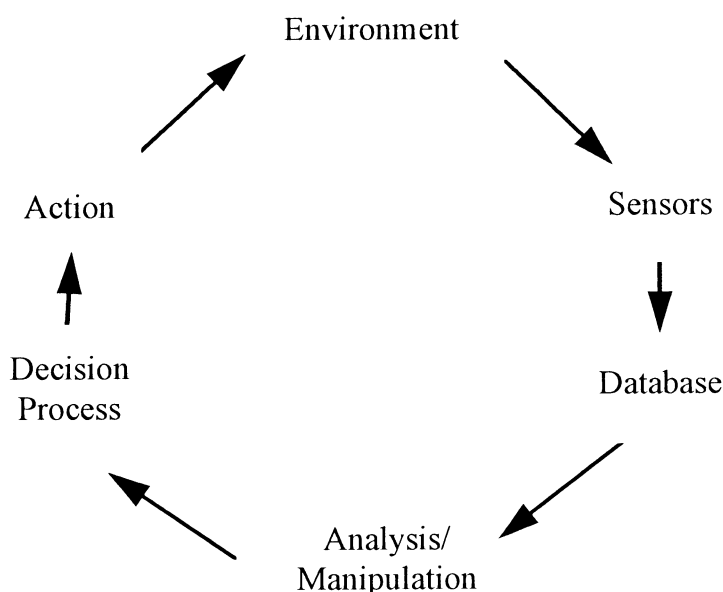 Environment
Sensors
Database
Analysis/
Manipulation
Decision
Process
Action